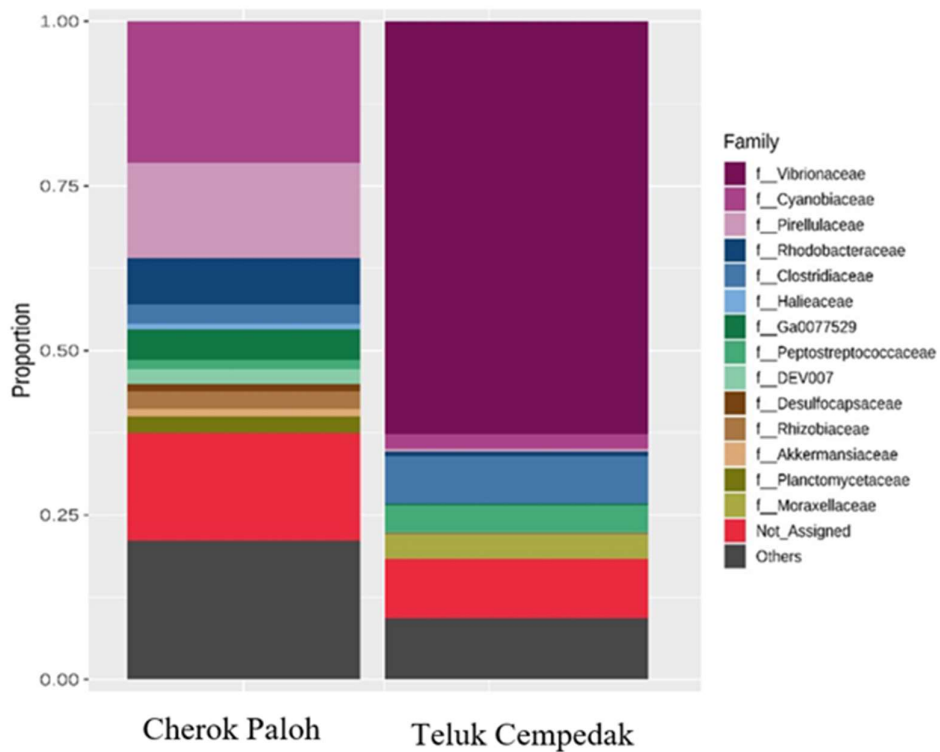 1.00
0.75
0.50
0.25
0.00
Proportion
Cherok Paloh
Teluk Cempedak
Family
f__Vibrionaceae
f__Cyanobiaceae
f__Pirellulaceae
f__Rhodobacteraceae
f__Clostridiaceae
f__Halieaceae
f__Ga0077529
f__Peptostreptococcaceae
f__DEV007
f__Desulfocapsaceae
f__Rhizobiaceae
f__Akkermansiaceae
f__Planctomycetaceae
f__Moraxellaceae
Not_Assigned
Others